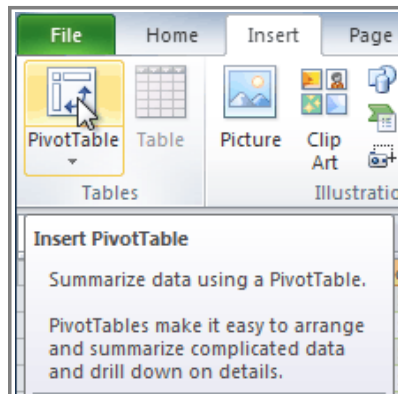 File Home Insert Page
PivotTable Table Picture Clip
Art
Tables
Insert PivotTable
Summarize data using a PivotTable.
PivotTables make it easy to arrange
and summarize complicated data
and drill down on details.